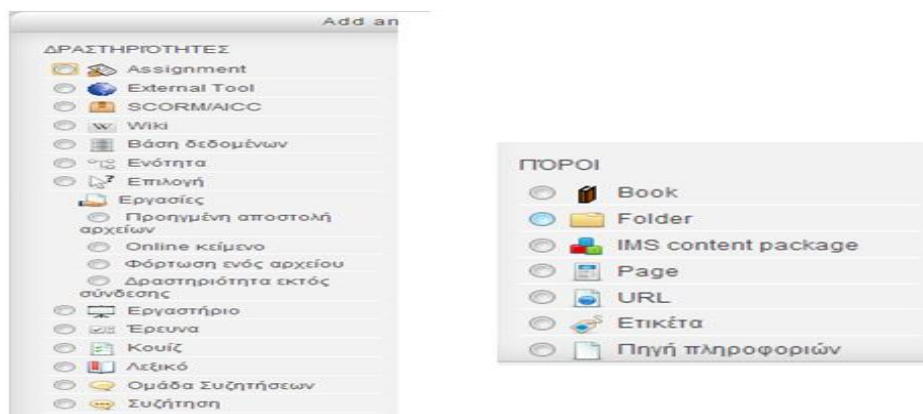 Add an
ΔΡΑΣΤΗΡΙΌΤΗΤΕΣ
Assignment
External Tool
SCORM/AICC
Wiki
Βάση δεδομένων
Ενότητα
Επιλογή
Εργασίες
Προηγμένη αποστολή
αρχείων
Online κείμενο
Φόρτωση ενός αρχείου
Δραστηριότητα εκτός
σύνδεσης
Εργαστήριο
Έρευνα
Κουίζ
Λεξικό
Ομάδα Συζητήσεων
Συζήτηση
ΠΌΡΟΙ
Book
Folder
IMS content package
Page
URL
Ετικέτα
Πηγή πληροφοριών